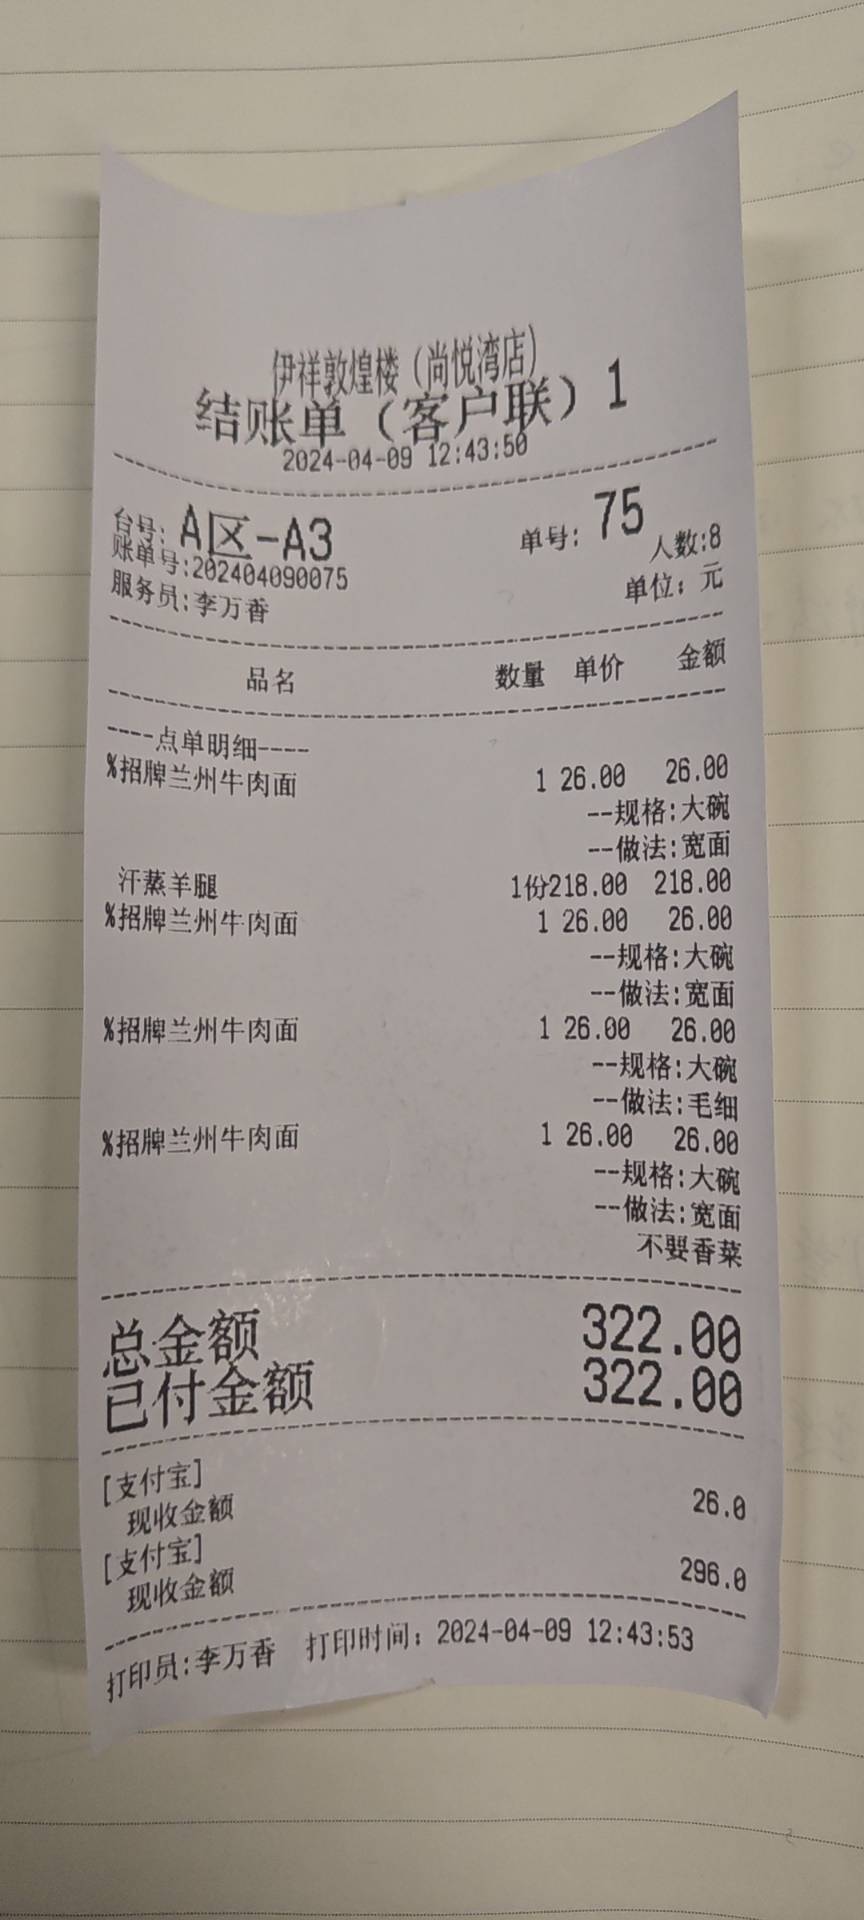 伊祥敦煌楼（尚悦湾店）
结账单（客户联）1
2024-04-09 12:43:50
台号: A区-A3 单号: 75
账单号:202404090075 人数:8
服务员:李万香 单位: 元
品名 数量 单价 金额
----点单明细----
%招牌兰州牛肉面 1 26.00 26.00
--规格:大碗
--做法:宽面
汗蒸羊腿 1份218.00 218.00
%招牌兰州牛肉面 1 26.00 26.00
--规格:大碗
--做法:宽面
%招牌兰州牛肉面 1 26.00 26.00
--规格:大碗
--做法:毛细
%招牌兰州牛肉面 1 26.00 26.00
--规格:大碗
--做法:宽面
不要香菜
总金额 322.00
已付金额 322.00
[支付宝]
现收金额 26.0
[支付宝]
现收金额 296.0
打印员:李万香 打印时间: 2024-04-09 12:43:53